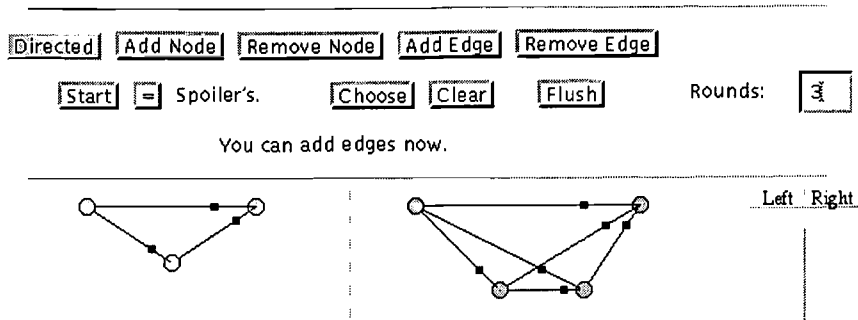 Directed Add Node Remove Node Add Edge Remove Edge
Start = Spoiler's. Choose Clear Flush Rounds: 3
You can add edges now.
Left Right